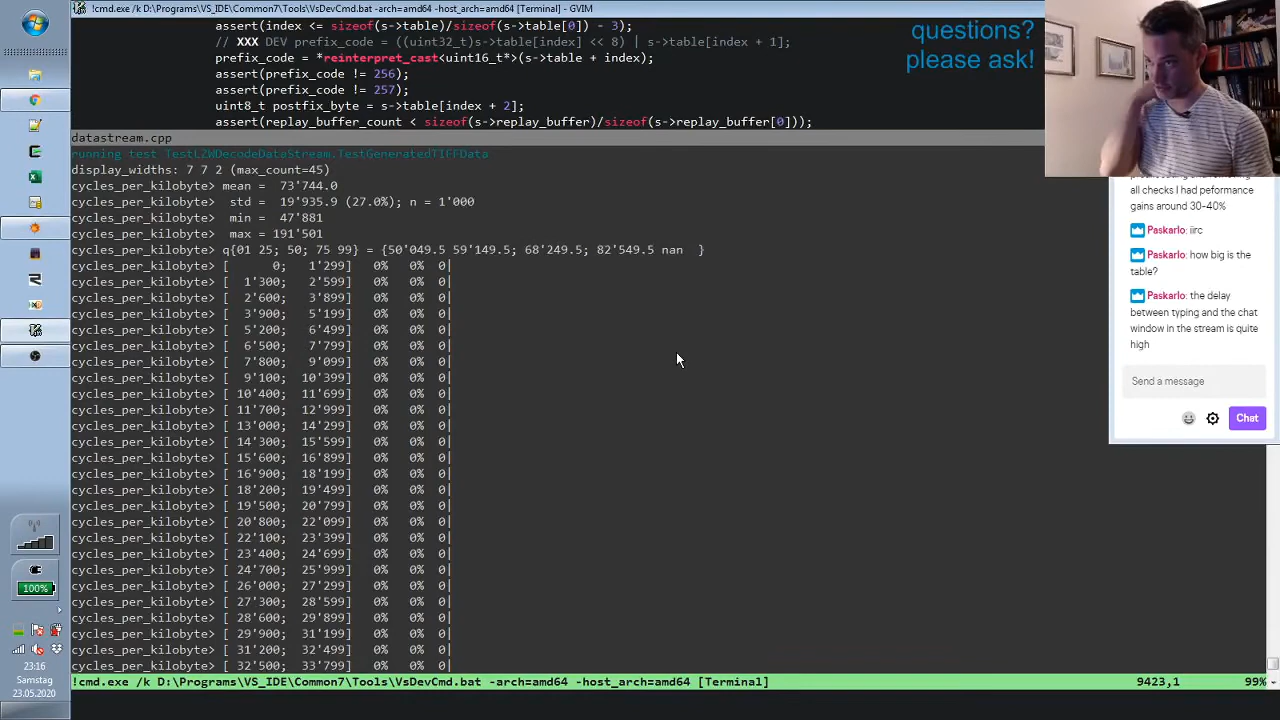 !cmd.exe /k D:\Programs\VS_IDE\Common7\Tools\VsDevCmd.bat -arch=amd64 -host_arch=amd64 [Terminal] - GVIM
assert(index <= sizeof(s->table)/sizeof(s->table[0]) - 3);
// XXX DEV prefix_code = ((uint32_t)s->table[index] << 8) | s->table[index + 1];
prefix_code = *reinterpret_cast<uint16_t*>(s->table + index);
assert(prefix_code != 256);
assert(prefix_code != 257);
uint8_t postfix_byte = s->table[index + 2];
assert(replay_buffer_count < sizeof(s->replay_buffer)/sizeof(s->replay_buffer[0]));
questions?
please ask!
datastream.cpp
running test TestLZWDecodeDataStream.TestGeneratedTIFFData
display_widths: 7 7 2 (max_count=45)
cycles_per_kilobyte> mean = 73'744.0
cycles_per_kilobyte> std = 19'935.9 (27.0%); n = 1'000
cycles_per_kilobyte> min = 47'881
cycles_per_kilobyte> max = 191'501
cycles_per_kilobyte> q{01 25; 50; 75 99} = {50'049.5 59'149.5; 68'249.5; 82'549.5 nan }
cycles_per_kilobyte> [ 0; 1'299] 0% 0% 0|
cycles_per_kilobyte> [ 1'300; 2'599] 0% 0% 0|
cycles_per_kilobyte> [ 2'600; 3'899] 0% 0% 0|
cycles_per_kilobyte> [ 3'900; 5'199] 0% 0% 0|
cycles_per_kilobyte> [ 5'200; 6'499] 0% 0% 0|
cycles_per_kilobyte> [ 6'500; 7'799] 0% 0% 0|
cycles_per_kilobyte> [ 7'800; 9'099] 0% 0% 0|
cycles_per_kilobyte> [ 9'100; 10'399] 0% 0% 0|
cycles_per_kilobyte> [ 10'400; 11'699] 0% 0% 0|
cycles_per_kilobyte> [ 11'700; 12'999] 0% 0% 0|
cycles_per_kilobyte> [ 13'000; 14'299] 0% 0% 0|
cycles_per_kilobyte> [ 14'300; 15'599] 0% 0% 0|
cycles_per_kilobyte> [ 15'600; 16'899] 0% 0% 0|
cycles_per_kilobyte> [ 16'900; 18'199] 0% 0% 0|
cycles_per_kilobyte> [ 18'200; 19'499] 0% 0% 0|
cycles_per_kilobyte> [ 19'500; 20'799] 0% 0% 0|
cycles_per_kilobyte> [ 20'800; 22'099] 0% 0% 0|
cycles_per_kilobyte> [ 22'100; 23'399] 0% 0% 0|
cycles_per_kilobyte> [ 23'400; 24'699] 0% 0% 0|
cycles_per_kilobyte> [ 24'700; 25'999] 0% 0% 0|
cycles_per_kilobyte> [ 26'000; 27'299] 0% 0% 0|
cycles_per_kilobyte> [ 27'300; 28'599] 0% 0% 0|
cycles_per_kilobyte> [ 28'600; 29'899] 0% 0% 0|
cycles_per_kilobyte> [ 29'900; 31'199] 0% 0% 0|
cycles_per_kilobyte> [ 31'200; 32'499] 0% 0% 0|
cycles_per_kilobyte> [ 32'500; 33'799] 0% 0% 0|
!cmd.exe /k D:\Programs\VS_IDE\Common7\Tools\VsDevCmd.bat -arch=amd64 -host_arch=amd64 [Terminal] 9423,1 99%
all checks I had peformance
gains around 30-40%
Paskarlo: iirc
Paskarlo: how big is the
table?
Paskarlo: the delay
between typing and the chat
window in the stream is quite
high
Send a message
Chat
100%
23:16
Samstag
23.05.2020